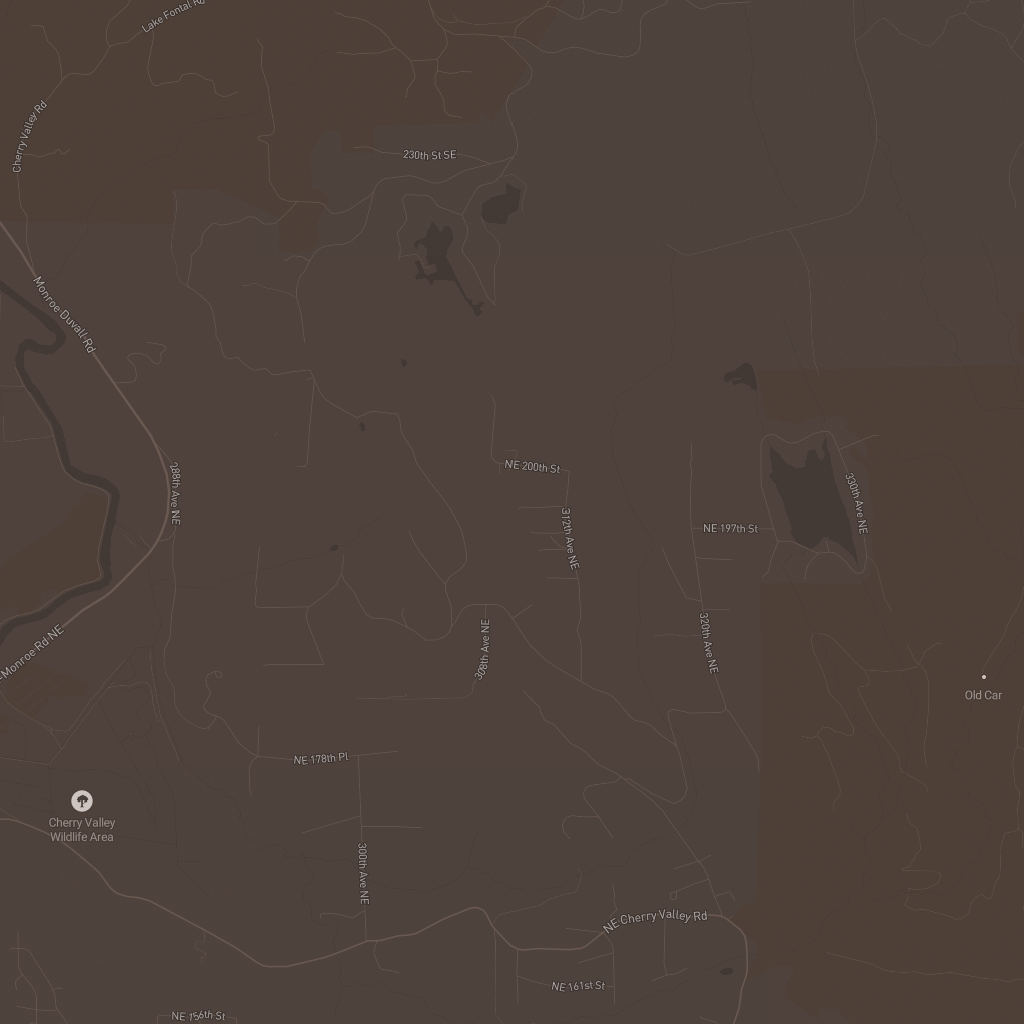 Lake Fontal Rd
Cherry Valley Rd
230th St SE
Monroe Duvall Rd
288th Ave NE
NE 200th St
312th Ave NE
330th Ave NE
NE 197th St
Monroe Rd NE
308th Ave NE
320th Ave NE
Old Car
NE 178th Pl
Cherry Valley
Wildlife Area
300th Ave NE
NE Cherry Valley Rd
NE 161st St
NE 156th St